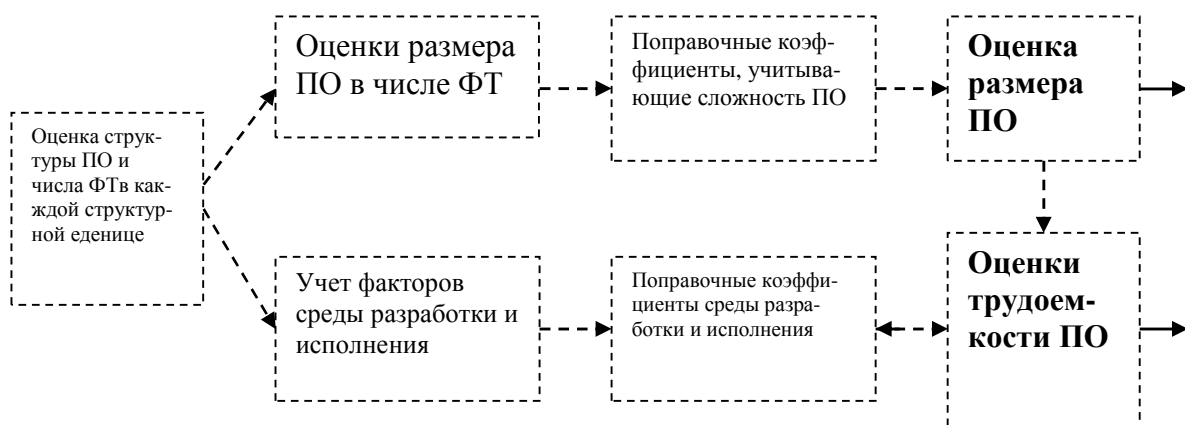 Оценка струк-
туры ПО и
числа ФТв как-
ждой структур-
ной еденице
Оценки размера
ПО в числе ФТ
Поправочные коэф-
фициенты, учитыва-
ющие сложность ПО
Оценка
размера
ПО
Учет факторов
среды разработки и
исполнения
Поправочные коэффи-
циенты среды разра-
ботки и исполнения
Оценки
трудоем-
кости ПО